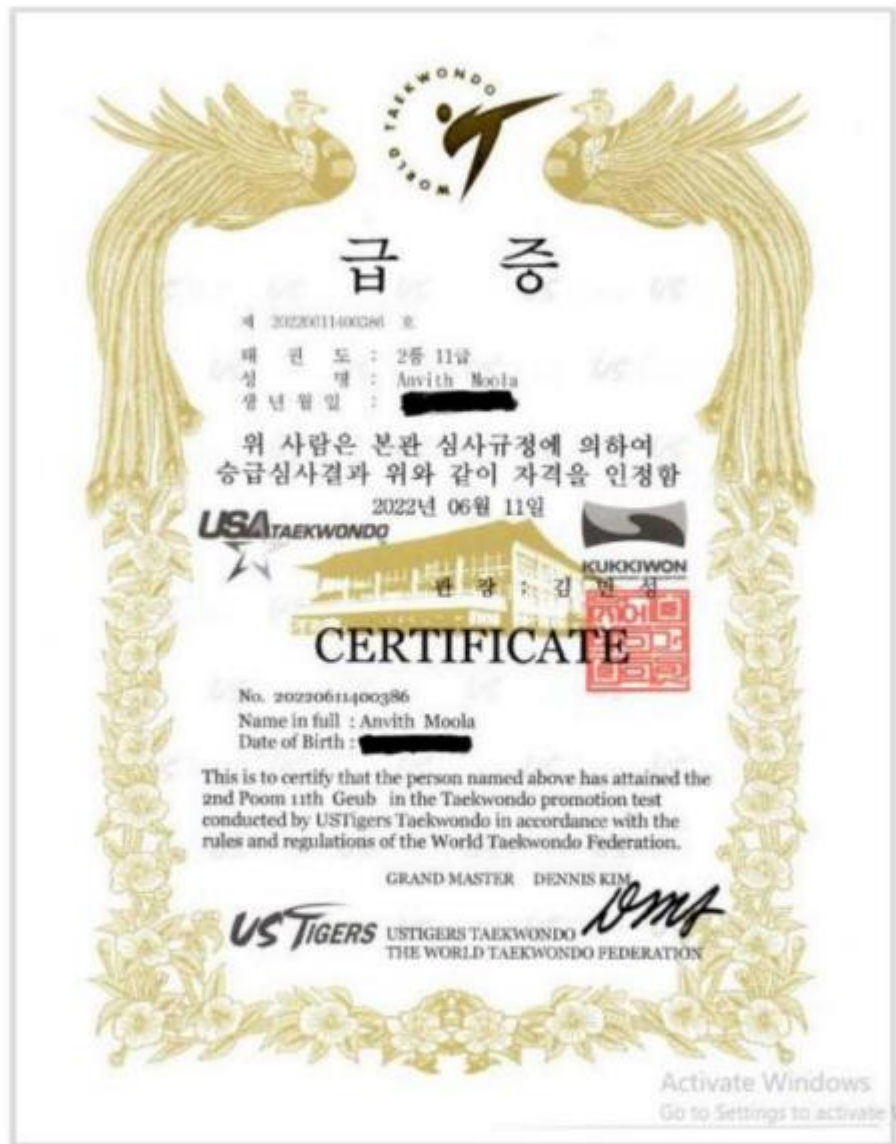 WORLD TAEKWONDO
급 증
제 20220611400386 호
태 권 도 : 2품 11급
성 명 : Anvith Moola
생 년 월 일 :
위 사람은 본관 심사규정에 의하여
승급심사결과 위와 같이 자격을 인정함
2022년 06월 11일
USA TAEKWONDO
KUKKIWON
관 장 : 김 민 성
CERTIFICATE
No. 20220611400386
Name in full : Anvith Moola
Date of Birth :
This is to certify that the person named above has attained the
2nd Poom 11th Geub in the Taekwondo promotion test
conducted by USTigers Taekwondo in accordance with the
rules and regulations of the World Taekwondo Federation.
GRAND MASTER DENNIS KIM
US TIGERS
USTIGERS TAEKWONDO
THE WORLD TAEKWONDO FEDERATION
Activate Windows
Go to Settings to activate